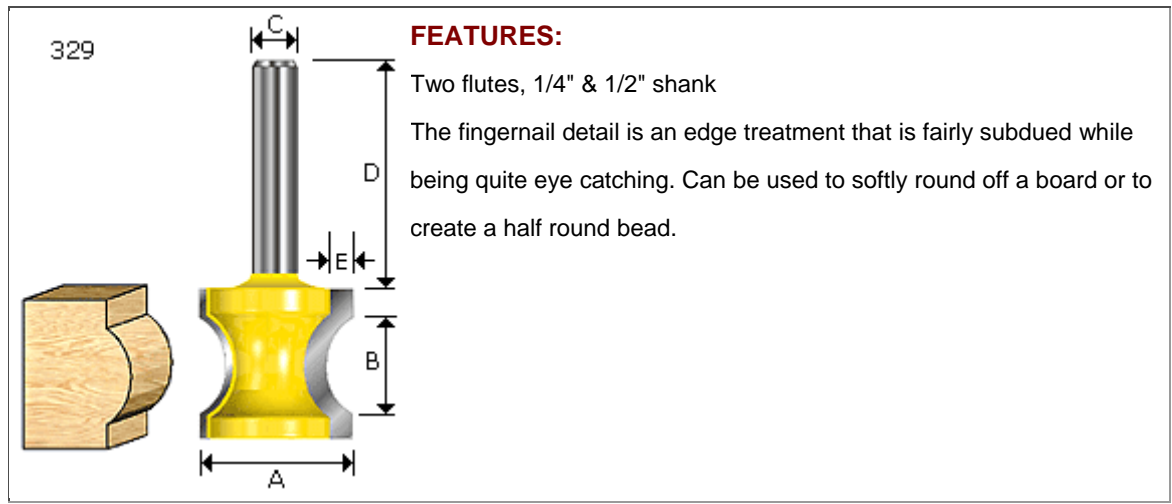 329
C
FEATURES:
Two flutes, 1/4" & 1/2" shank
The fingernail detail is an edge treatment that is fairly subdued while
being quite eye catching. Can be used to softly round off a board or to
create a half round bead.
D
E
B
A